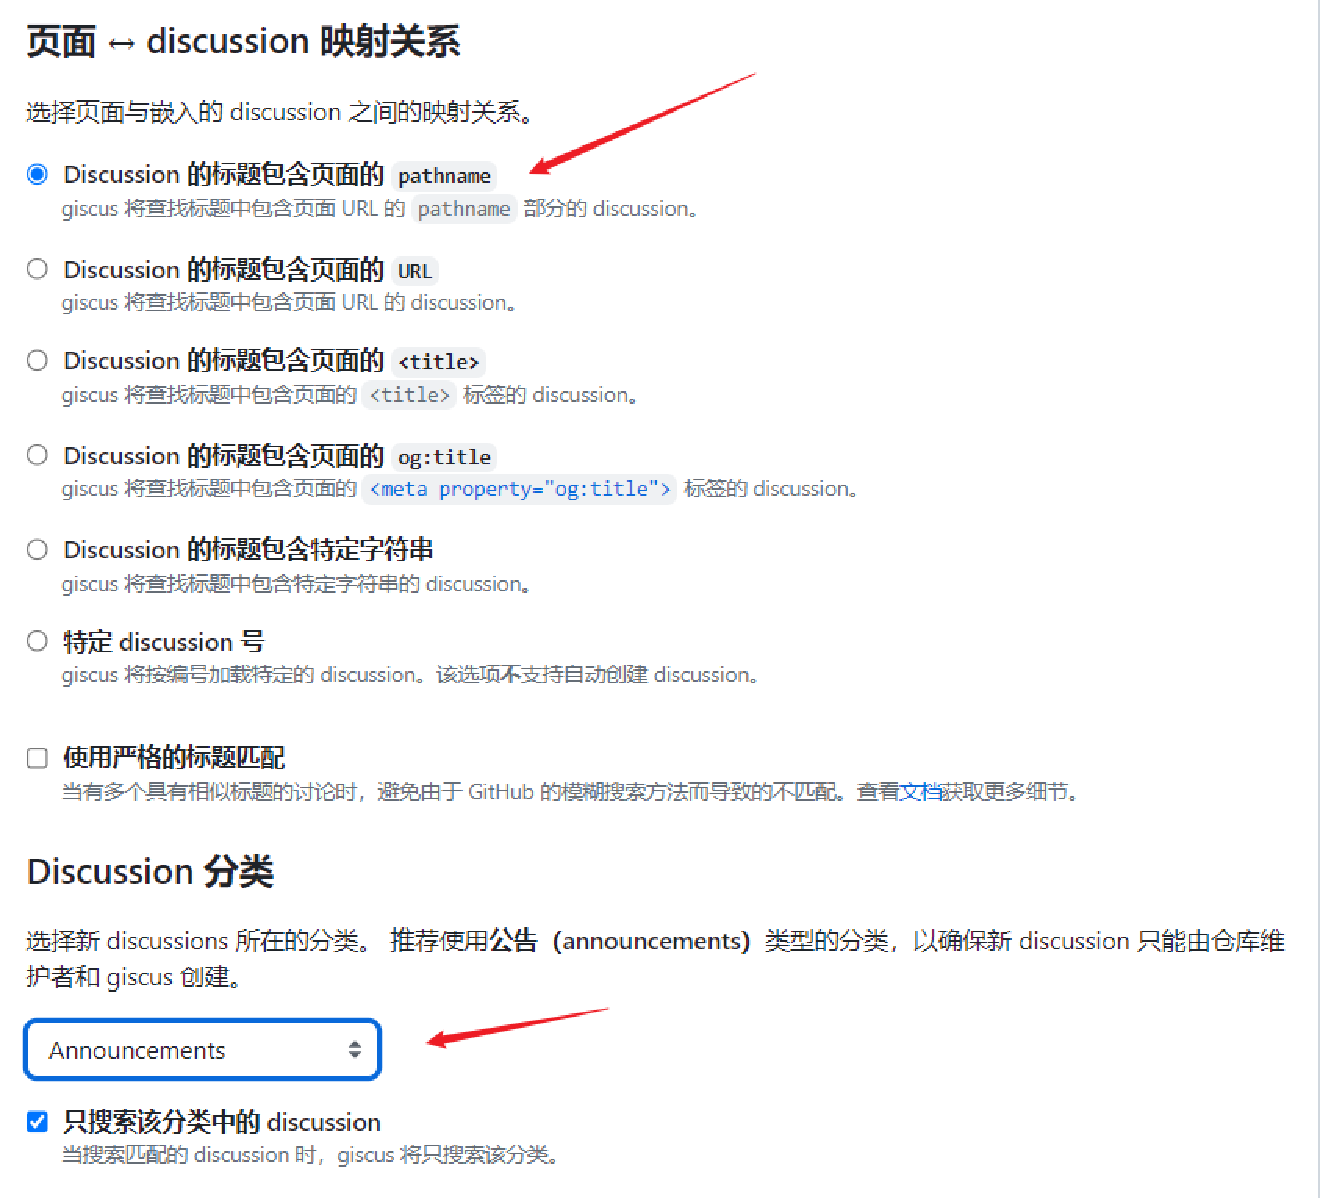 页面 ↔ discussion 映射关系
选择页面与嵌入的 discussion 之间的映射关系。
Discussion 的标题包含页面的 pathname
giscus 将查找标题中包含页面 URL 的 pathname 部分的 discussion。
Discussion 的标题包含页面的 URL
giscus 将查找标题中包含页面 URL 的 discussion。
Discussion 的标题包含页面的 <title>
giscus 将查找标题中包含页面的 <title> 标签的 discussion。
Discussion 的标题包含页面的 og:title
giscus 将查找标题中包含页面的 <meta property="og:title"> 标签的 discussion。
Discussion 的标题包含特定字符串
giscus 将查找标题中包含特定字符串的 discussion。
特定 discussion 号
giscus 将按编号加载特定的 discussion。该选项不支持自动创建 discussion。
使用严格的标题匹配
当有多个具有相似标题的讨论时，避免由于 GitHub 的模糊搜索方法而导致的不匹配。查看文档获取更多细节。
Discussion 分类
选择新 discussions 所在的分类。 推荐使用公告（announcements）类型的分类，以确保新 discussion 只能由仓库维
护者和 giscus 创建。
Announcements
只搜索该分类中的 discussion
当搜索匹配的 discussion 时，giscus 将只搜索该分类。